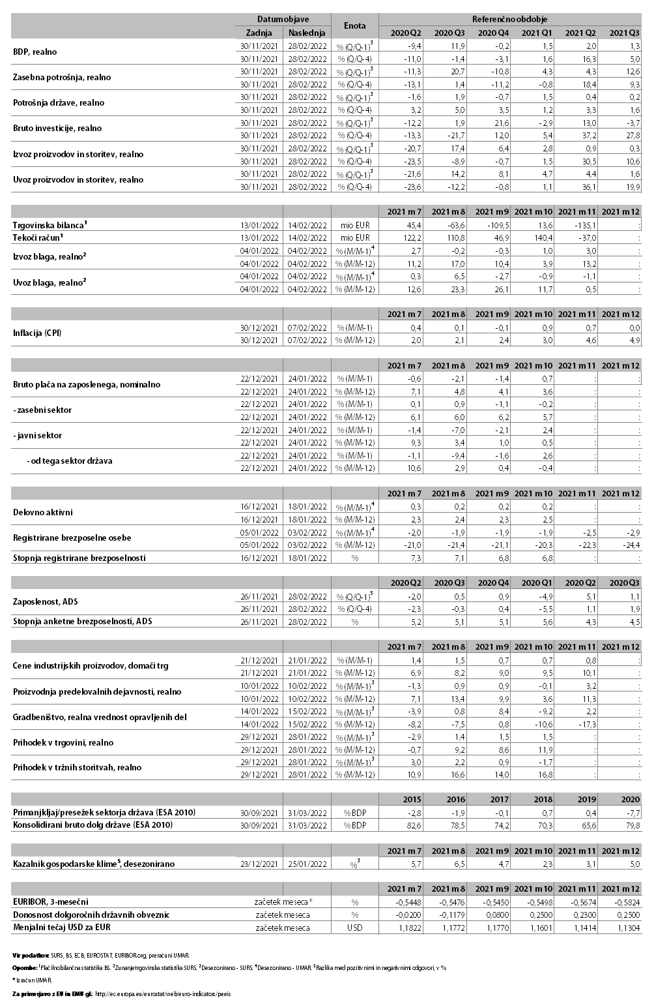 Datum objave Enota Referenčno obdobje
Zadnja Naslednja 2020 Q2 2020 Q3 2020 Q4 2021 Q1 2021 Q2 2021 Q3
BDP, realno 30/11/2021 28/02/2022 % (Q/Q-1)³ -9,4 11,9 -0,2 1,5 2,0 1,3
30/11/2021 28/02/2022 % (Q/Q-4) -11,0 -1,4 -3,1 1,6 16,3 5,0
Zasebna potrošnja, realno 30/11/2021 28/02/2022 % (Q/Q-1)³ -11,3 20,7 -10,8 4,3 4,3 12,6
30/11/2021 28/02/2022 % (Q/Q-4) -13,1 1,4 -11,2 -0,8 18,4 9,3
Potrošnja države, realno 30/11/2021 28/02/2022 % (Q/Q-1)³ -1,6 1,9 -0,7 1,5 0,4 0,2
30/11/2021 28/02/2022 % (Q/Q-4) 3,2 5,0 3,5 1,2 3,3 1,6
Bruto investicije, realno 30/11/2021 28/02/2022 % (Q/Q-1)³ -12,2 1,9 21,6 -2,9 13,0 -3,7
30/11/2021 28/02/2022 % (Q/Q-4) -13,3 -21,7 12,0 5,4 37,2 27,8
Izvoz proizvodov in storitev, realno 30/11/2021 28/02/2022 % (Q/Q-1)³ -20,7 17,4 6,4 2,8 0,9 0,3
30/11/2021 28/02/2022 % (Q/Q-4) -23,5 -8,9 -0,7 1,5 30,5 10,6
Uvoz proizvodov in storitev, realno 30/11/2021 28/02/2022 % (Q/Q-1)³ -21,6 14,2 8,1 4,7 4,4 1,6
30/11/2021 28/02/2022 % (Q/Q-4) -23,6 -12,2 -0,8 1,1 36,1 19,9
2021 m 7 2021 m 8 2021 m 9 2021 m 10 2021 m 11 2021 m 12
Trgovinska bilanca¹ 13/01/2022 14/02/2022 mio EUR 45,4 -63,6 -109,5 13,6 -135,1 :
Tekoči račun¹ 13/01/2022 14/02/2022 mio EUR 122,2 110,8 46,9 140,4 -37,0 :
Izvoz blaga, realno² 04/01/2022 04/02/2022 % (M/M-1)⁴ 2,7 -0,2 -0,3 1,0 3,0 :
04/01/2022 04/02/2022 % (M/M-12) 11,2 17,0 10,4 3,9 13,2 :
Uvoz blaga, realno² 04/01/2022 04/02/2022 % (M/M-1)⁴ 0,3 6,5 -2,7 -0,9 -1,1 :
04/01/2022 04/02/2022 % (M/M-12) 12,6 23,3 26,1 11,7 0,5 :
2021 m 7 2021 m 8 2021 m 9 2021 m 10 2021 m 11 2021 m 12
Inflacija (CPI) 30/12/2021 07/02/2022 % (M/M-1) 0,4 0,1 -0,1 0,9 0,7 0,0
30/12/2021 07/02/2022 % (M/M-12) 2,0 2,1 2,4 3,0 4,6 4,9
2021 m 7 2021 m 8 2021 m 9 2021 m 10 2021 m 11 2021 m 12
Bruto plača na zaposlenega, nominalno 22/12/2021 24/01/2022 % (M/M-1) -0,6 -2,1 -1,4 0,7 : :
22/12/2021 24/01/2022 % (M/M-12) 7,1 4,8 4,1 3,6 : :
- zasebni sektor 22/12/2021 24/01/2022 % (M/M-1) 0,1 0,9 -1,1 -0,2 : :
22/12/2021 24/01/2022 % (M/M-12) 6,1 6,0 6,2 5,7 : :
- javni sektor 22/12/2021 24/01/2022 % (M/M-1) -1,4 -7,0 -2,1 2,4 : :
22/12/2021 24/01/2022 % (M/M-12) 9,3 3,4 1,0 0,5 : :
- od tega sektor država 22/12/2021 24/01/2022 % (M/M-1) -1,1 -9,4 -1,6 2,6 : :
22/12/2021 24/01/2022 % (M/M-12) 10,6 2,9 0,4 -0,4 : :
2021 m 7 2021 m 8 2021 m 9 2021 m 10 2021 m 11 2021 m 12
Delovno aktivni 16/12/2021 18/01/2022 % (M/M-1)⁴ 0,3 0,2 0,2 0,2 : :
16/12/2021 18/01/2022 % (M/M-12) 2,3 2,4 2,3 2,5 : :
Registrirane brezposelne osebe 05/01/2022 03/02/2022 % (M/M-1)⁴ -2,0 -1,9 -1,9 -1,9 -2,5 -2,9
05/01/2022 03/02/2022 % (M/M-12) -21,0 -21,4 -21,1 -20,3 -22,3 -24,4
Stopnja registrirane brezposelnosti 16/12/2021 18/01/2022 % 7,3 7,1 6,8 6,8 : :
2020 Q2 2020 Q3 2020 Q4 2020 Q1 2020 Q2 2020 Q3
Zaposlenost, ADS 26/11/2021 28/02/2022 % (Q/Q-1)⁵ -2,0 0,5 0,9 -4,9 5,1 1,1
26/11/2021 28/02/2022 % (Q/Q-4) -2,3 -0,3 0,4 -5,5 1,1 1,9
Stopnja anketne brezposelnosti, ADS 26/11/2021 28/02/2022 % 5,2 5,1 5,1 5,6 4,3 4,5
2021 m 7 2021 m 8 2021 m 9 2021 m 10 2021 m 11 2021 m 12
Cene industrijskih proizvodov, domači trg 21/12/2021 21/01/2022 % (M/M-1) 1,4 1,5 0,7 0,7 0,8 :
21/12/2021 21/01/2022 % (M/M-12) 6,9 8,2 9,0 9,5 10,1
Proizvodnja predelovalnih dejavnosti, realno 10/01/2022 10/02/2022 % (M/M-1)³ -1,3 0,9 0,9 -0,1 3,2 :
10/01/2022 10/02/2022 % (M/M-12) 7,1 13,4 9,9 3,6 11,3 :
Gradbeništvo, realna vrednost opravljenih del 14/01/2022 15/02/2022 % (M/M-1)³ -3,9 0,8 8,4 -9,2 2,2 :
14/01/2022 15/02/2022 % (M/M-12) -8,2 -7,5 0,8 -10,6 -17,3 :
Prihodek v trgovini, realno 29/12/2021 28/01/2022 % (M/M-1)³ -2,9 1,4 1,5 1,5 : :
29/12/2021 28/01/2022 % (M/M-12) -0,7 9,2 8,6 11,9 : :
Prihodek v tržnih storitvah, realno 29/12/2021 28/01/2022 % (M/M-1)³ 3,0 2,2 0,9 -1,7 : :
29/12/2021 28/01/2022 % (M/M-12) 10,9 16,6 14,0 16,8 : :
2015 2016 2017 2018 2019 2020
Primanjkljaj/presežek sektorja država (ESA 2010) 30/09/2021 31/03/2022 % BDP -2,8 -1,9 -0,1 0,7 0,4 -7,7
Konsolidirani bruto dolg države (ESA 2010) 30/09/2021 31/03/2022 % BDP 82,6 78,5 74,2 70,3 65,6 79,8
2021 m 7 2021 m 8 2021 m 9 2021 m 10 2021 m 11 2021 m 12
Kazalnik gospodarske klime⁵, desezonirano 23/12/2021 25/01/2022 %³ 5,7 6,5 4,7 2,3 3,1 5,0
2021 m 7 2021 m 8 2021 m 9 2021 m 10 2021 m 11 2021 m 12
EURIBOR, 3-mesečni začetek meseca* % -0,5448 -0,5476 -0,5450 -0,5498 -0,5674 -0,5824
Donosnost dolgoročnih državnih obveznic začetek meseca % -0,0200 -0,1179 0,0800 0,2500 0,2300 0,2500
Menjalni tečaj USD za EUR začetek meseca USD 1,1822 1,1772 1,1770 1,1601 1,1414 1,1304
Vir podatkov: SURS, BS, ECB, EUROSTAT, EURIBOR.org, preračuni UMAR.
Opombe: ¹Plačilnobilančna statistika BS. ²Zunanjetrgovinska statistika SURS. ³Desezonirano - SURS. ⁴Desezonirano - UMAR. ⁵Razlika med pozitivnimi in negativnimi odgovori, v %.
* Izračun UMAR.
Za primerjavo z EU in EMU gl.: http://ec.europa.eu/eurostat/web/euro-indicators/peeis